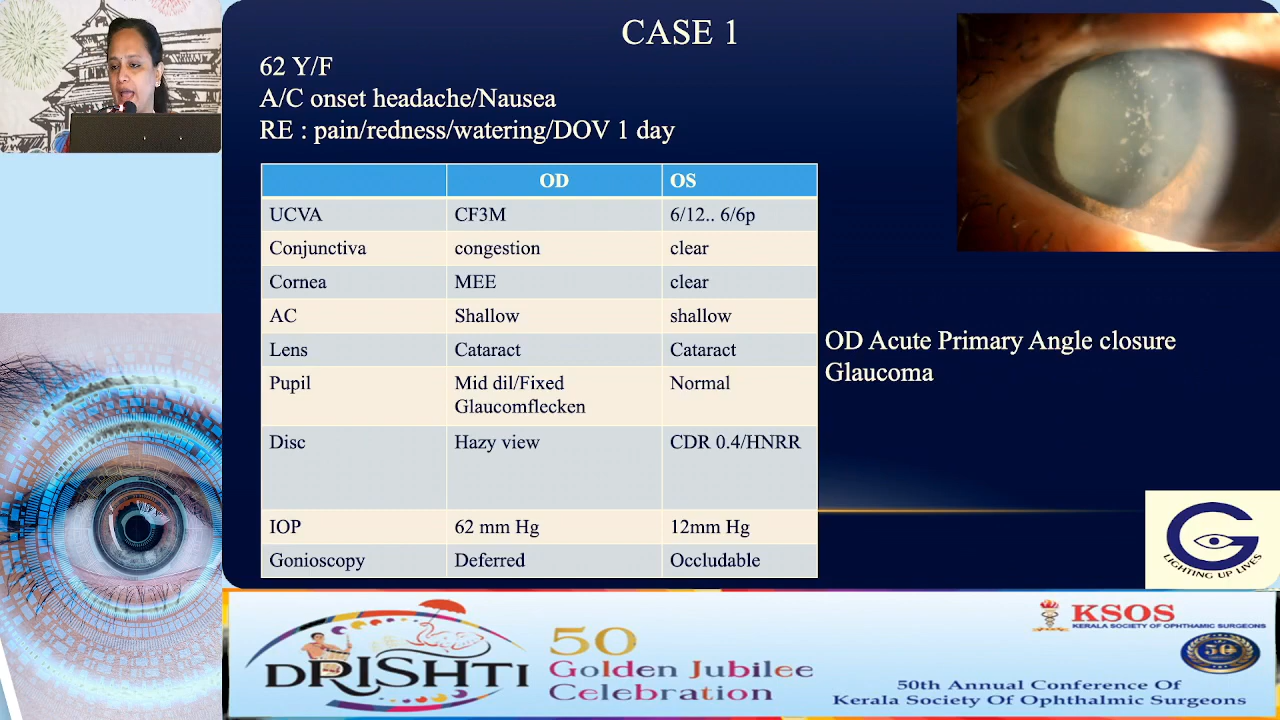 CASE 1
62 Y/F
A/C onset headache/Nausea
RE : pain/redness/watering/DOV 1 day
OD OS
UCVA CF3M 6/12.. 6/6p
Conjunctiva congestion clear
Cornea MEE clear
AC Shallow shallow
Lens Cataract Cataract
Pupil Mid dil/Fixed Normal
Glaucomflecken
Disc Hazy view CDR 0.4/HNRR
IOP 62 mm Hg 12mm Hg
Gonioscopy Deferred Occludable
OD Acute Primary Angle closure
Glaucoma
G
LIGHTING UP LIVES
DRISHTI
50
Golden Jubilee
Celebration
KSOS
KERALA SOCIETY OF OPHTHAMIC SURGEONS
50
50th Annual Conference Of
Kerala Society Of Ophthalmic Surgeons